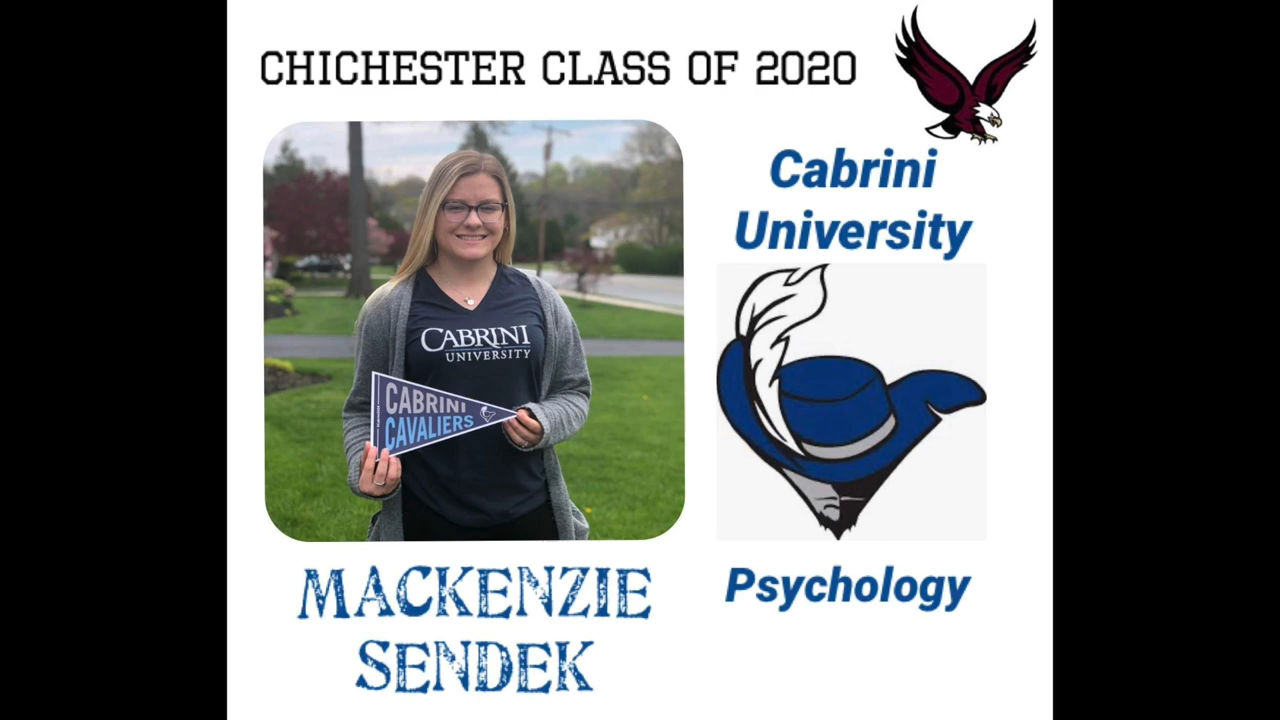 CHICHESTER CLASS OF 2020
Cabrini
University
CABRINI
UNIVERSITY
CABRINI
CAVALIERS
Psychology
MACKENZIE
SENDEK